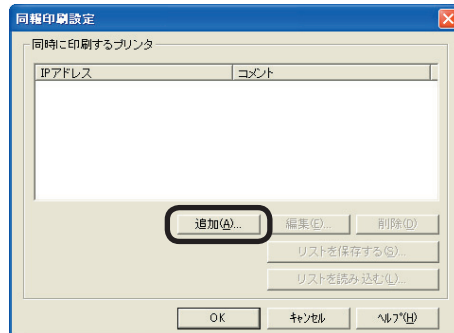 同報印刷設定
同時に印刷するプリンタ
IPアドレス コメント
追加(A)... 編集(E)... 削除(D)
リストを保存する(S)...
リストを読み込む(L)...
OK キャンセル ヘルプ(H)